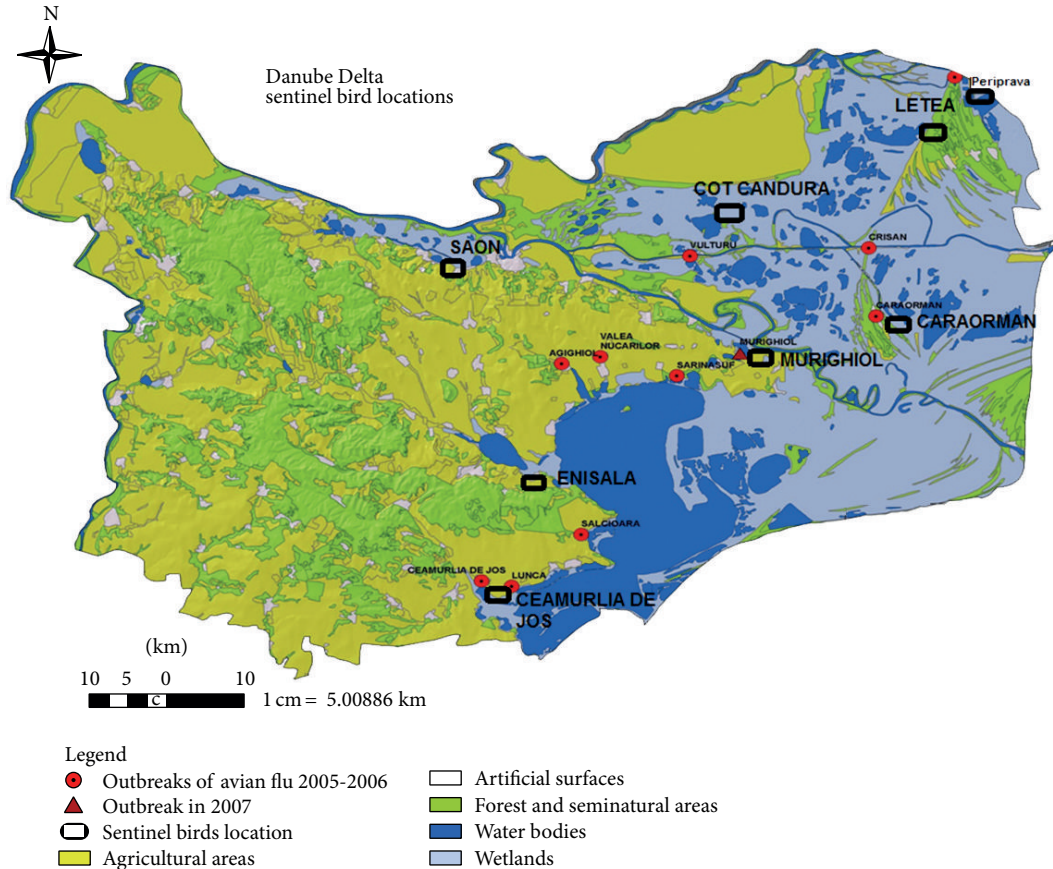 N
Danube Delta
sentinel bird locations
Periprava
LETEA
COT CANDURA
VULTURU
CRISAN
SAON
CARAORMAN
CARAORMAN
VALEA
NUCARILOR
AGIGHIOL
MURIGHIOL
MURIGHIOL
SARINASUF
ENISALA
SALCIOARA
CEAMURLIA DE JOS
LUNCA
CEAMURLIA DE
JOS
(km)
10 5 0 10
c
1 cm = 5.00886 km
Legend
Outbreaks of avian flu 2005-2006
Outbreak in 2007
Sentinel birds location
Agricultural areas
Artificial surfaces
Forest and seminatural areas
Water bodies
Wetlands